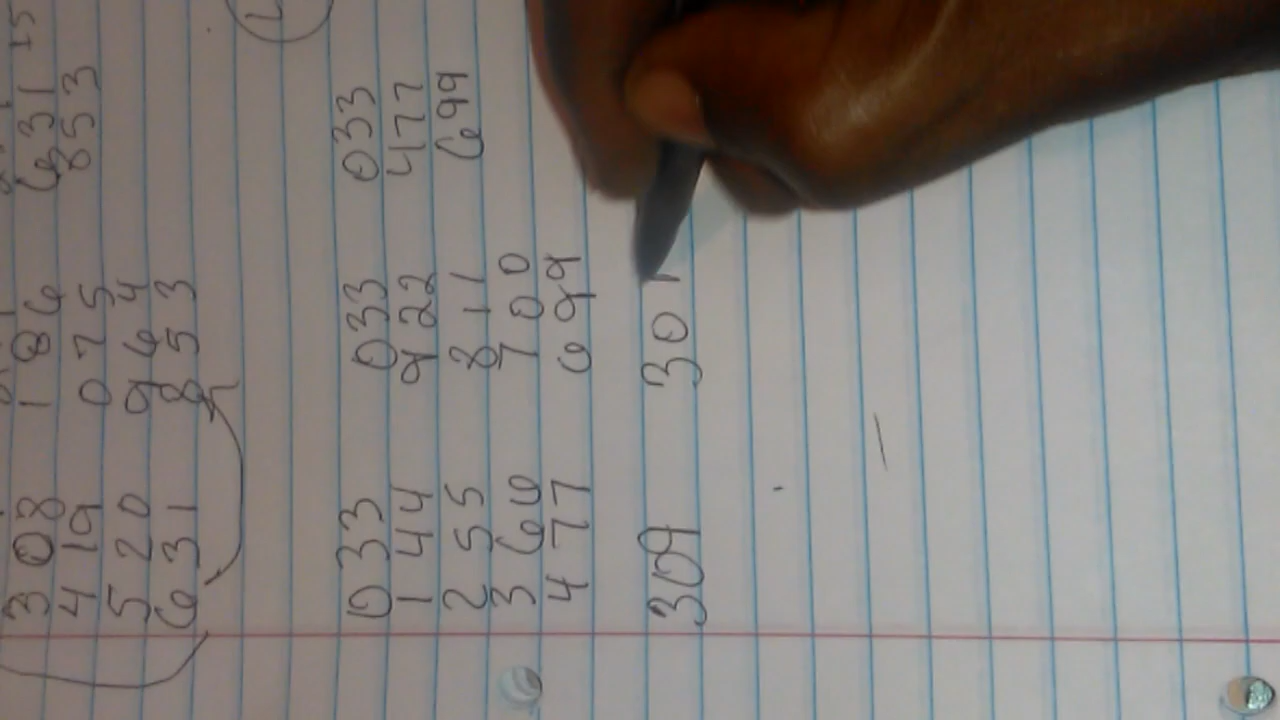 308 186 631 15
419 075 853
520 964
631 853
033 033 033
144 922 477
255 811 699
366 700
477 699
309 301